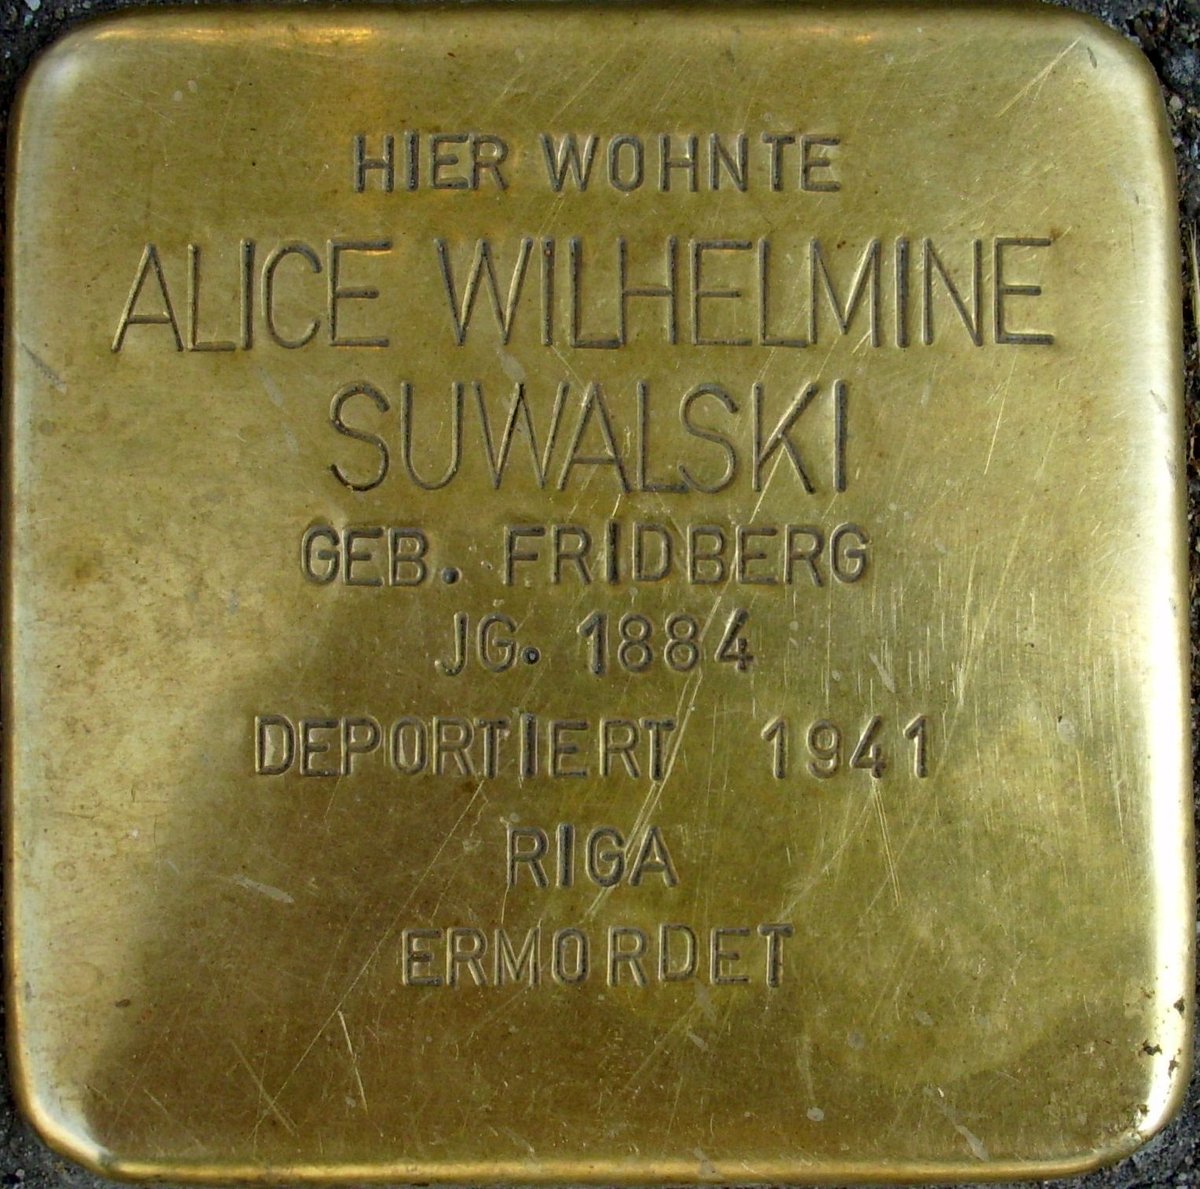 HIER WOHNTE
ALICE WILHELMINE
SUWALSKI
GEB. FRIDBERG
JG. 1884
DEPORTIERT 1941
RIGA
ERMORDET